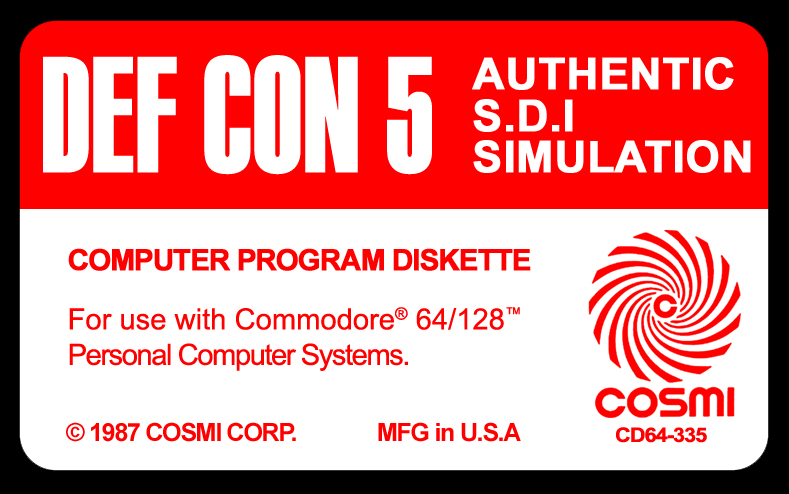 DEF CON 5
AUTHENTIC
S.D.I
SIMULATION
COMPUTER PROGRAM DISKETTE
For use with Commodore® 64/128™
Personal Computer Systems.
© 1987 COSMI CORP. MFG in U.S.A
C
COSMI
CD64-335